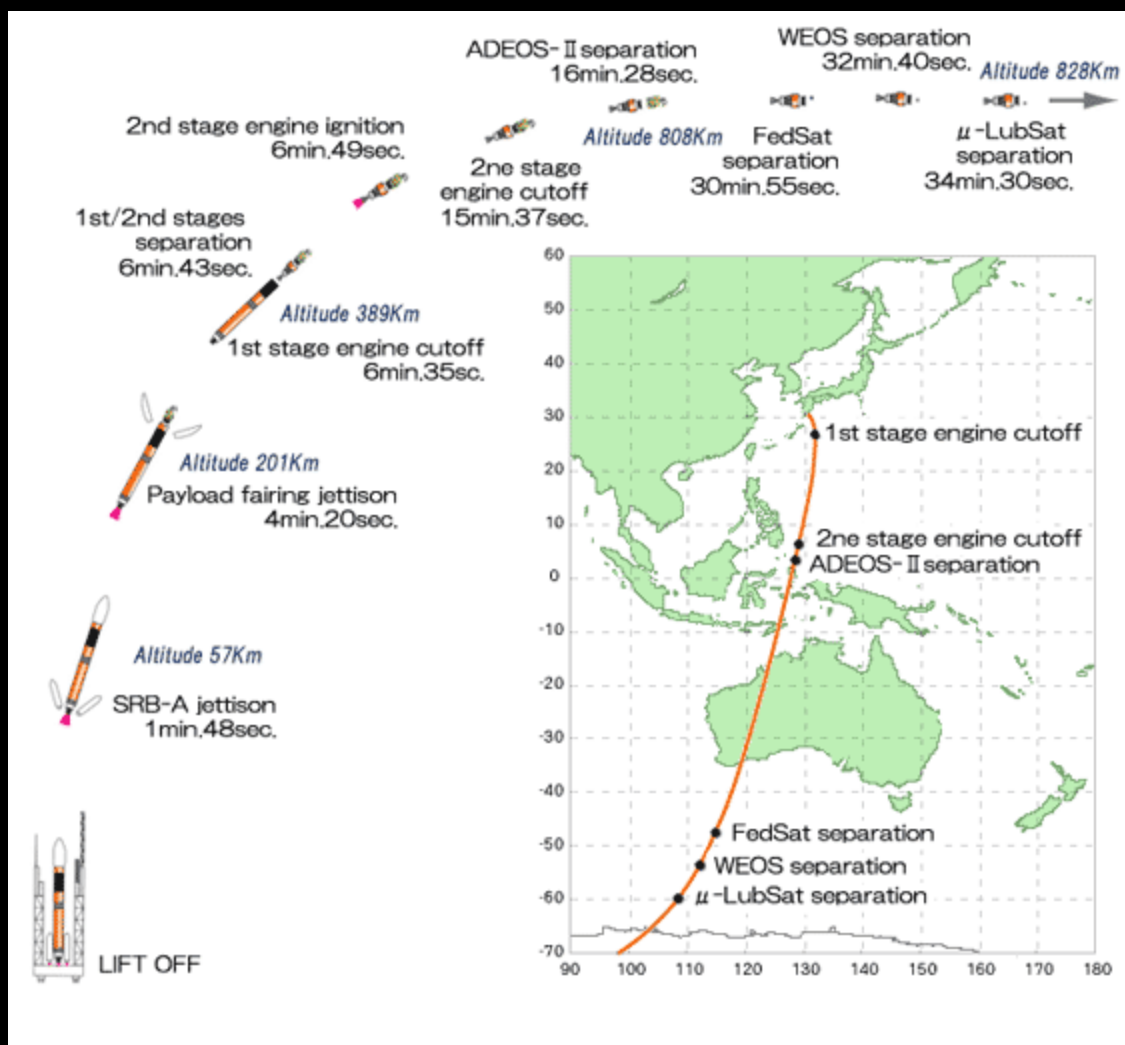 ADEOS-Ⅱ separation
16min.28sec.
WEOS separation
32min.40sec.
Altitude 828Km
2nd stage engine ignition
6min.49sec.
Altitude 808Km
2ne stage
engine cutoff
15min.37sec.
FedSat
separation
30min.55sec.
μ-LubSat
separation
34min.30sec.
1st/2nd stages
separation
6min.43sec.
Altitude 389Km
1st stage engine cutoff
6min.35sc.
Altitude 201Km
Payload fairing jettison
4min.20sec.
Altitude 57Km
SRB-A jettison
1min.48sec.
LIFT OFF
60
50
40
30
20
10
0
-10
-20
-30
-40
-50
-60
-70
1st stage engine cutoff
2ne stage engine cutoff
ADEOS-Ⅱ separation
FedSat separation
WEOS separation
μ-LubSat separation
90 100 110 120 130 140 150 160 170 180